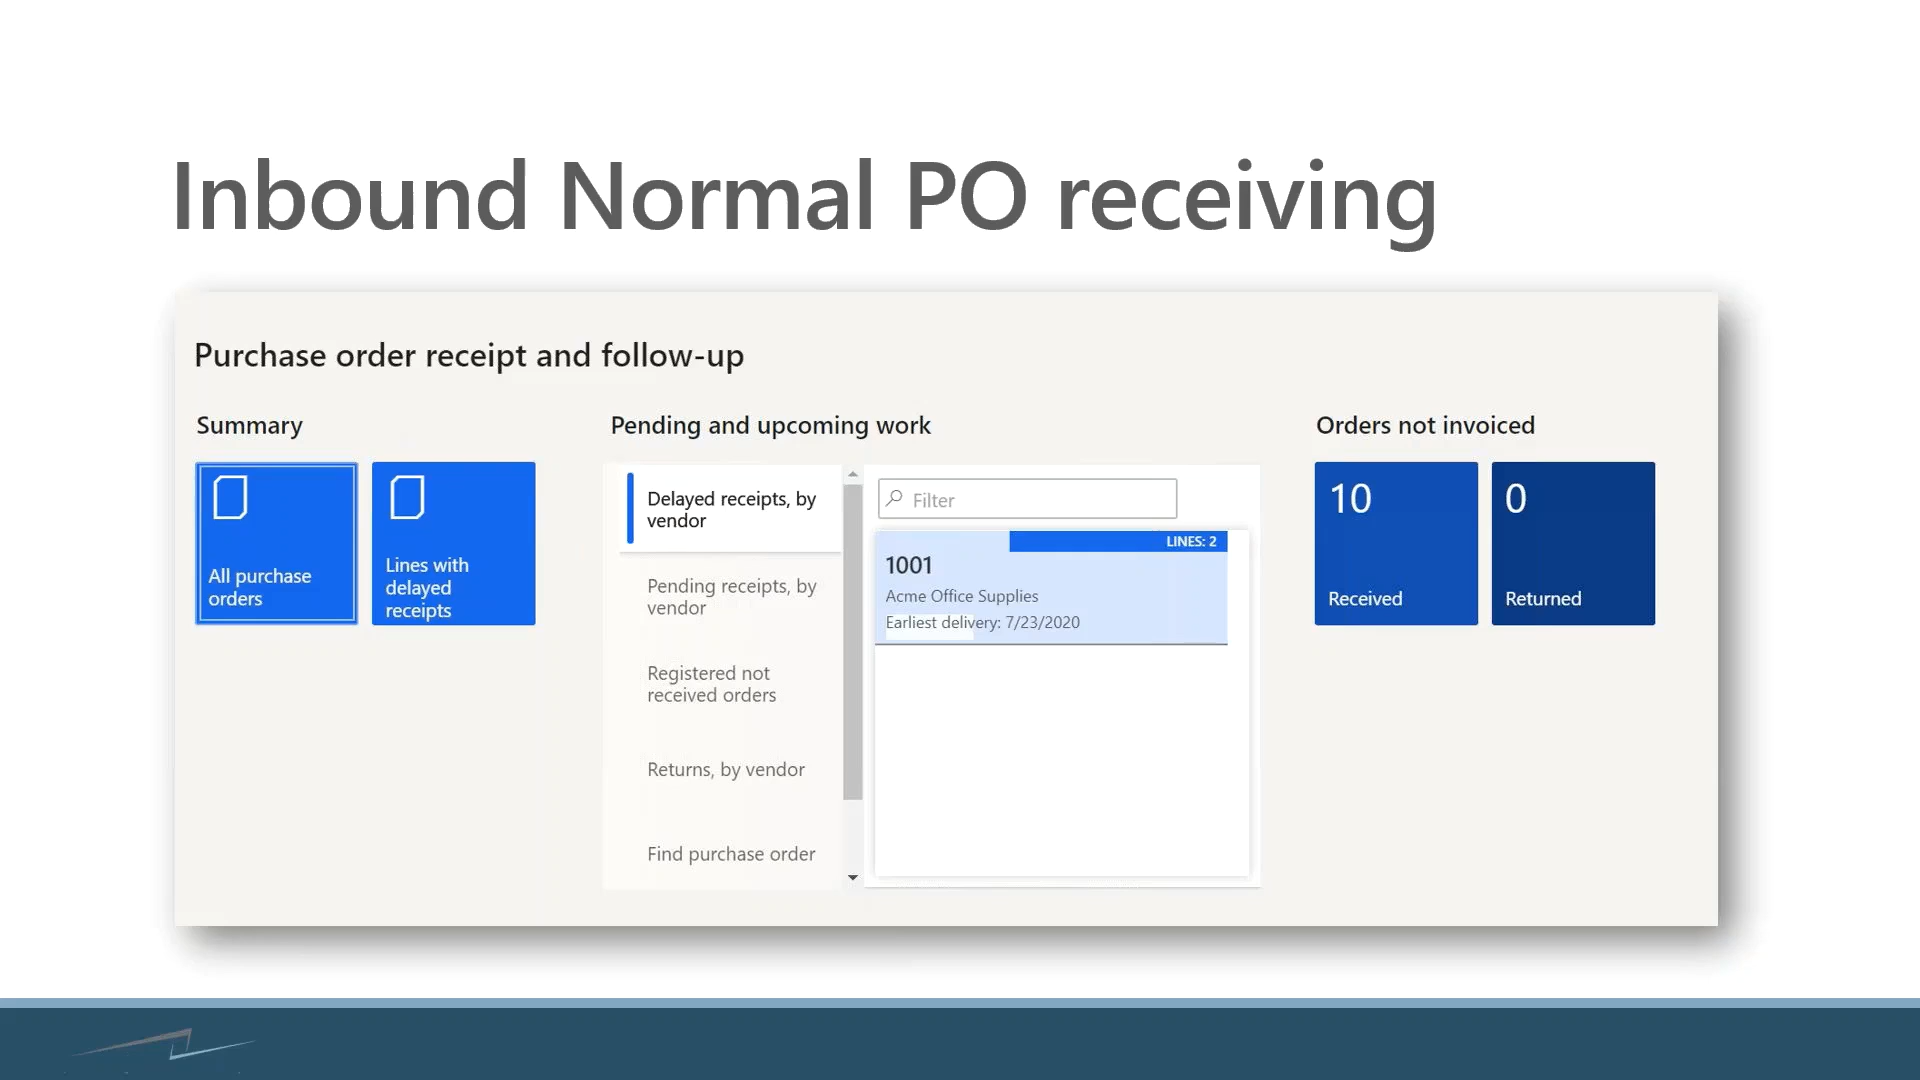 Inbound Normal PO receiving
Purchase order receipt and follow-up
Summary
All purchase
orders
Lines with
delayed
receipts
Pending and upcoming work
Delayed receipts, by
vendor
Pending receipts, by
vendor
Registered not
received orders
Returns, by vendor
Find purchase order
Filter
LINES: 2
1001
Acme Office Supplies
Earliest delivery: 7/23/2020
Orders not invoiced
10
Received
0
Returned